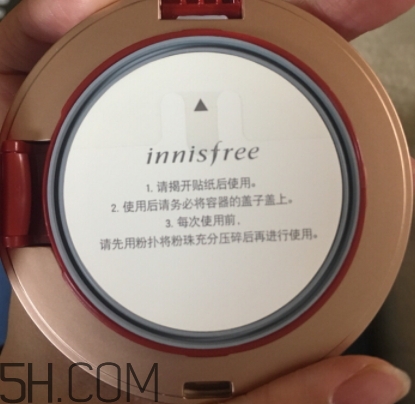 innisfree
1. 请揭开贴纸后使用。
2. 使用后请务必将容器的盖子盖上。
3. 每次使用前，
请先用粉扑将粉珠充分压碎后再进行使用。
5H.COM